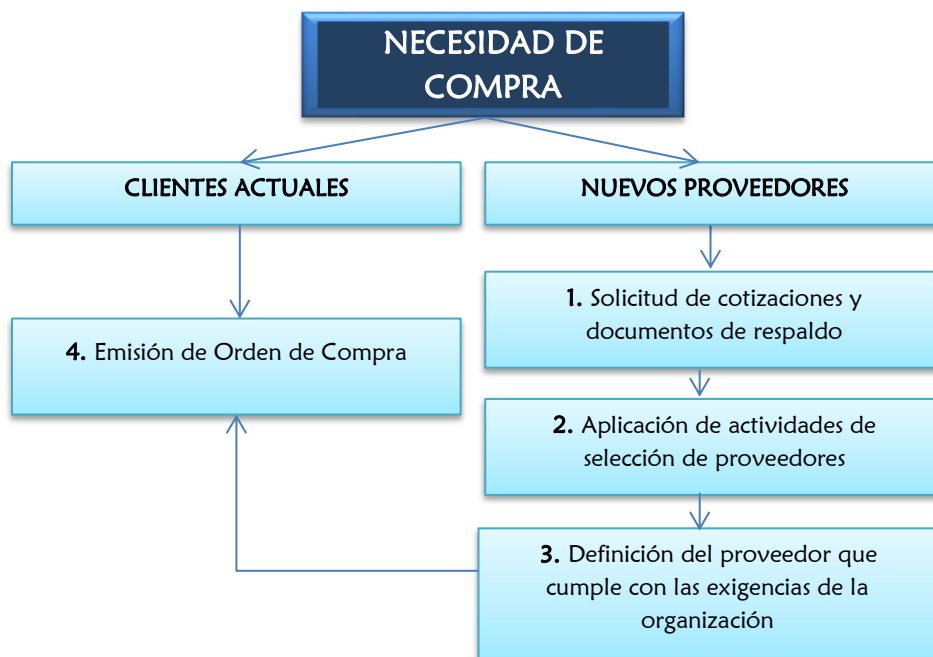 NECESIDAD DE
COMPRA
CLIENTES ACTUALES
NUEVOS PROVEEDORES
1. Solicitud de cotizaciones y
documentos de respaldo
4. Emisión de Orden de Compra
2. Aplicación de actividades de
selección de proveedores
3. Definición del proveedor que
cumple con las exigencias de la
organización